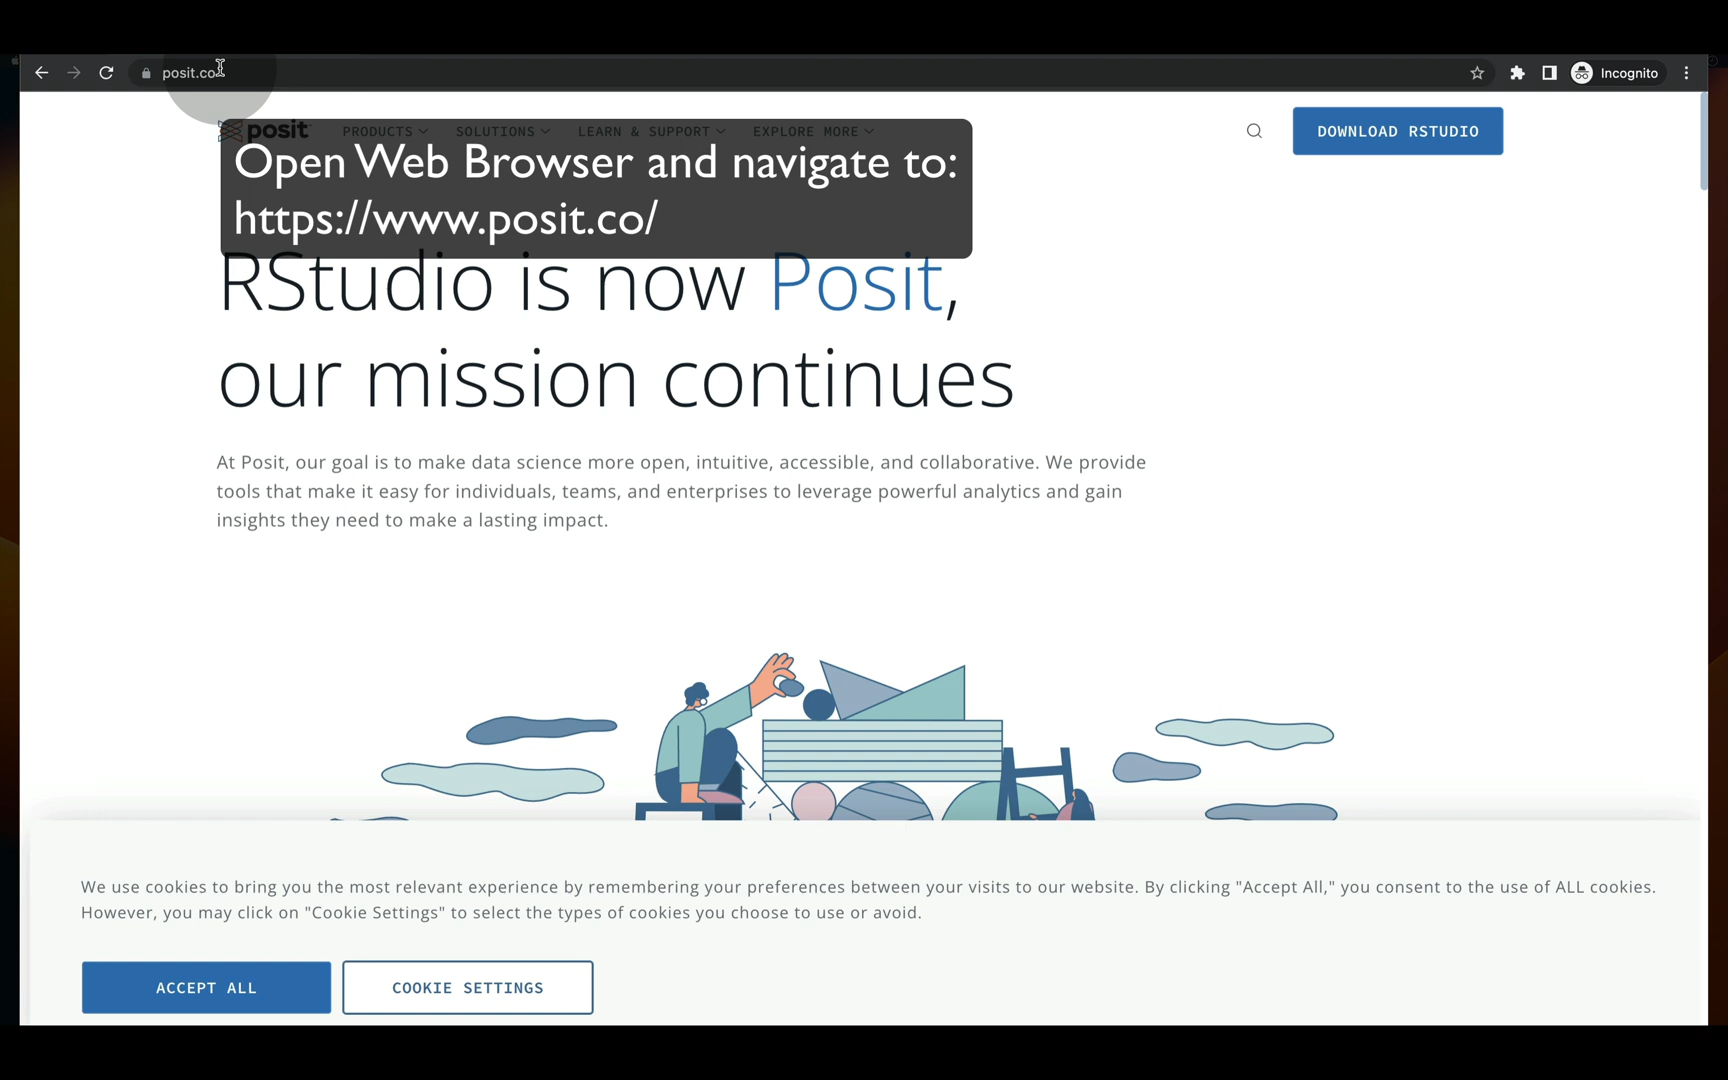 posit.co
Incognito
posit
PRODUCTS
SOLUTIONS
LEARN & SUPPORT
EXPLORE MORE
DOWNLOAD RSTUDIO
Open Web Browser and navigate to:
https://www.posit.co/
RStudio is now Posit,
our mission continues
At Posit, our goal is to make data science more open, intuitive, accessible, and collaborative. We provide
tools that make it easy for individuals, teams, and enterprises to leverage powerful analytics and gain
insights they need to make a lasting impact.
We use cookies to bring you the most relevant experience by remembering your preferences between your visits to our website. By clicking "Accept All," you consent to the use of ALL cookies.
However, you may click on "Cookie Settings" to select the types of cookies you choose to use or avoid.
ACCEPT ALL
COOKIE SETTINGS